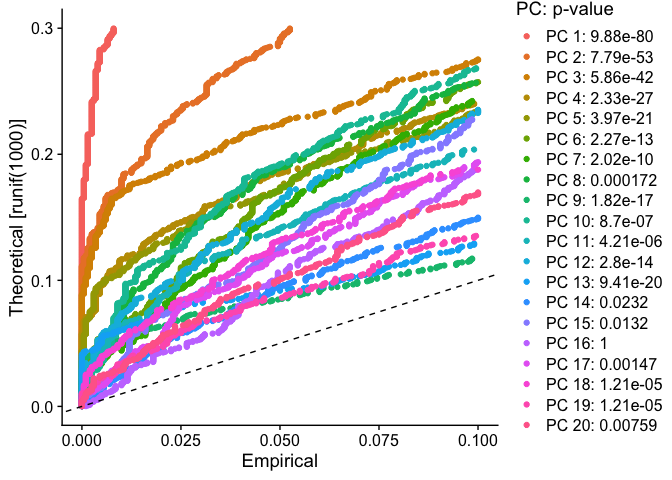 PC: p-value
PC 1: 9.88e-80
PC 2: 7.79e-53
PC 3: 5.86e-42
PC 4: 2.33e-27
PC 5: 3.97e-21
PC 6: 2.27e-13
PC 7: 2.02e-10
PC 8: 0.000172
PC 9: 1.82e-17
PC 10: 8.7e-07
PC 11: 4.21e-06
PC 12: 2.8e-14
PC 13: 9.41e-20
PC 14: 0.0232
PC 15: 0.0132
PC 16: 1
PC 17: 0.00147
PC 18: 1.21e-05
PC 19: 1.21e-05
PC 20: 0.00759
Theoretical [runif(1000)]
0.3
0.2
0.1
0.0
0.000 0.025 0.050 0.075 0.100
Empirical